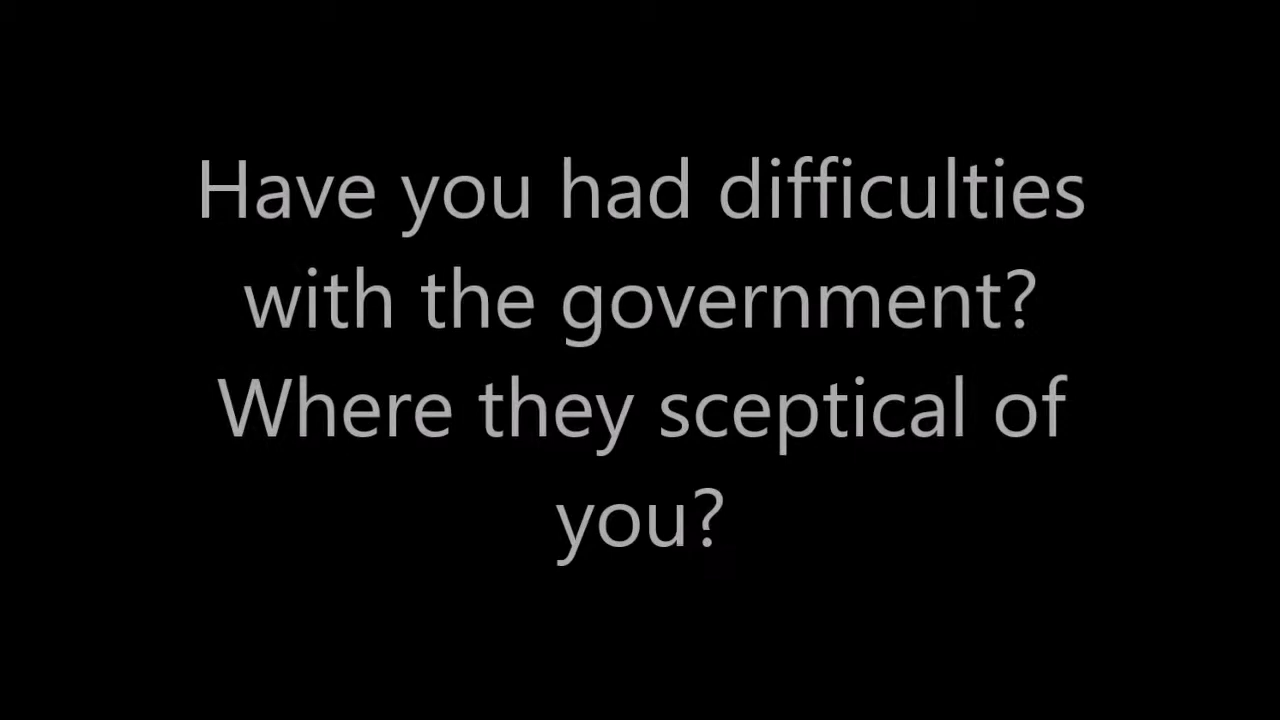 Have you had difficulties
with the government?
Where they sceptical of
you?